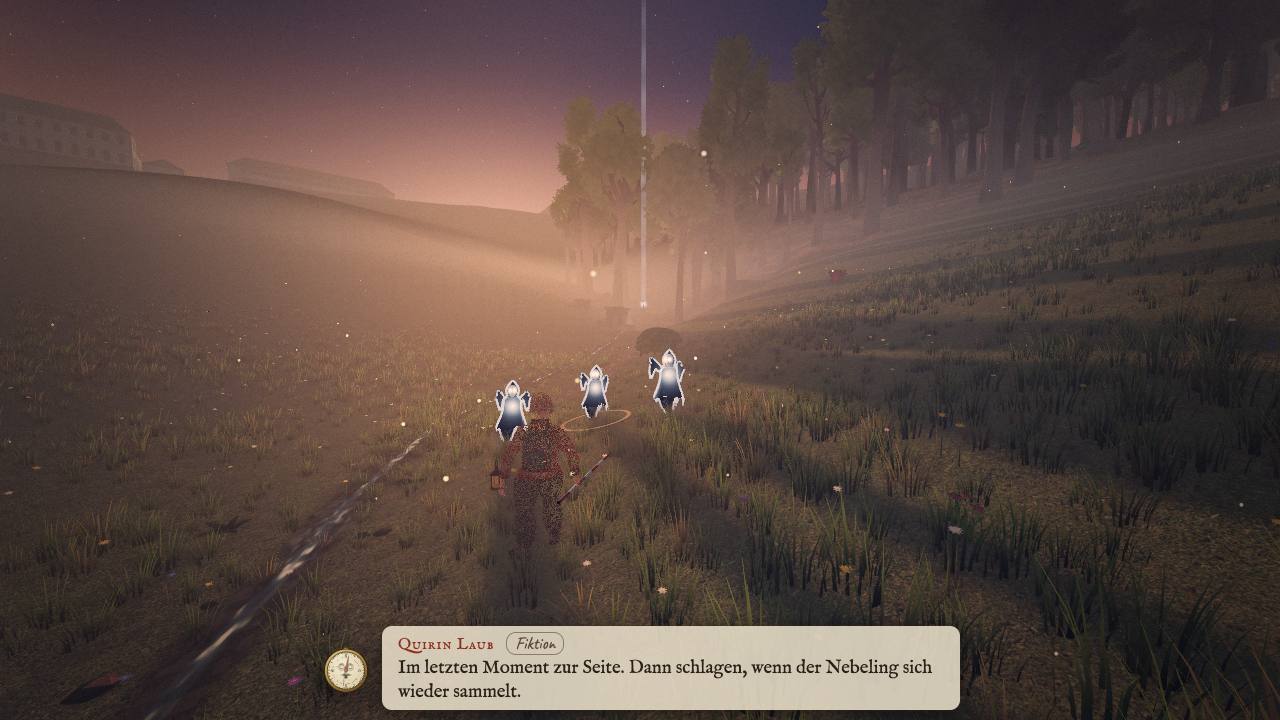 Quirin Laub Fiktion
Im letzten Moment zur Seite. Dann schlagen, wenn der Nebeling sich
wieder sammelt.